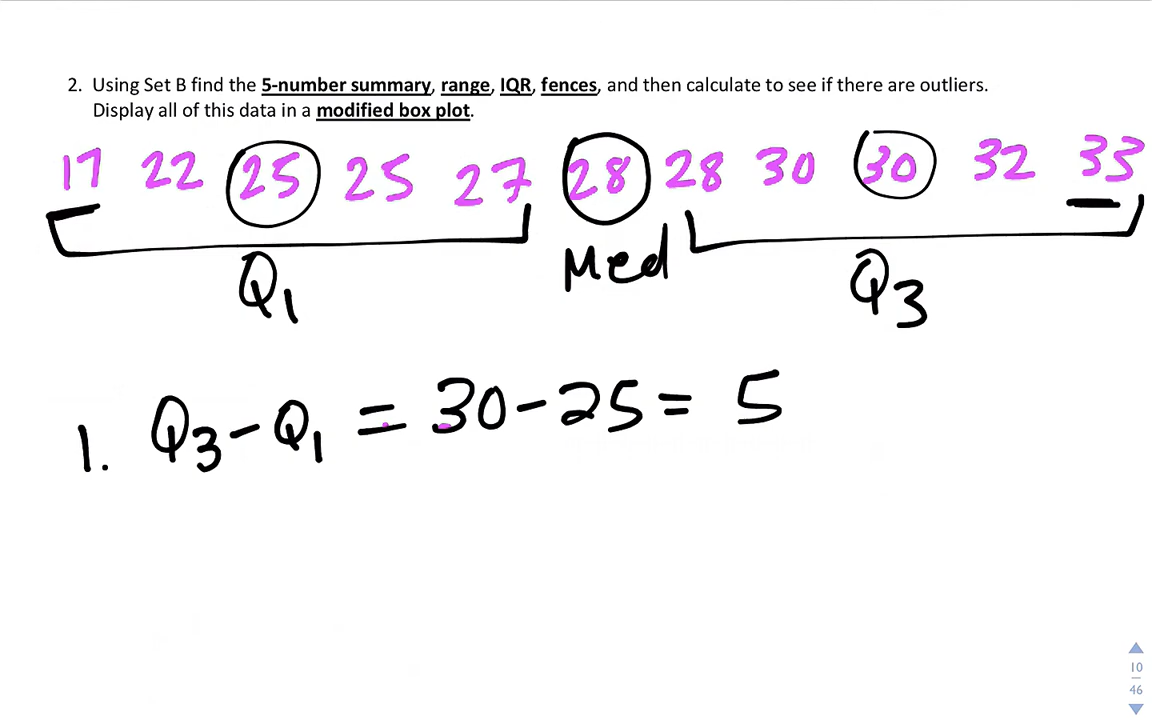 2. Using Set B find the 5-number summary, range, IQR, fences, and then calculate to see if there are outliers.
Display all of this data in a modified box plot.
17 22 25 25 27 28 28 30 30 32 33
Q1 Med Q3
1. Q3-Q1 = 30-25= 5
10
46